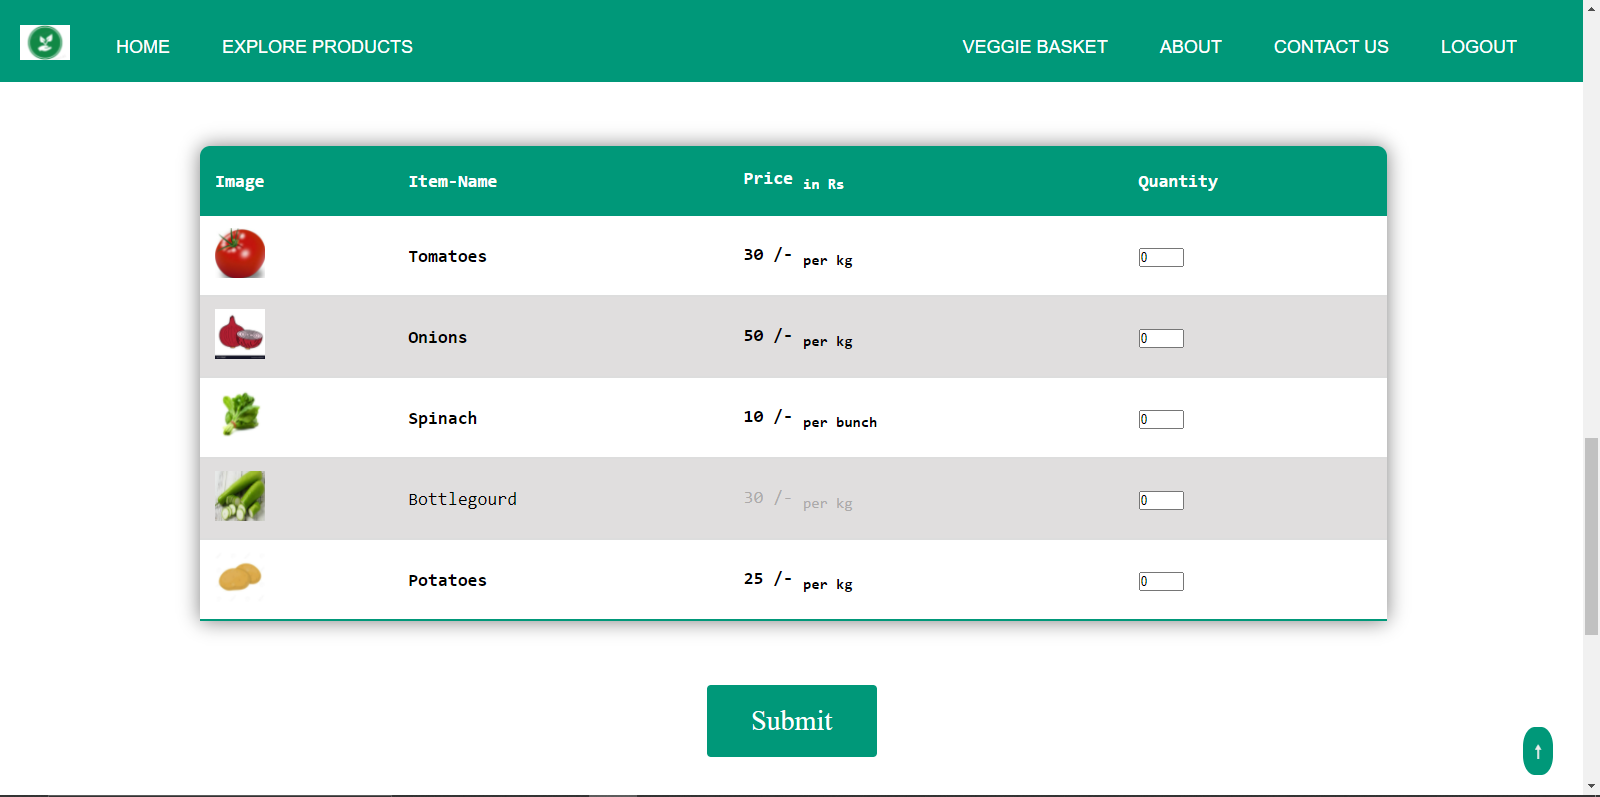 HOME EXPLORE PRODUCTS VEGGIE BASKET ABOUT CONTACT US LOGOUT
Image Item-Name Price in Rs Quantity
Tomatoes 30 /- per kg 0
Onions 50 /- per kg 0
Spinach 10 /- per bunch 0
Bottlegourd 30 /- per kg 0
Potatoes 25 /- per kg 0
Submit
↑